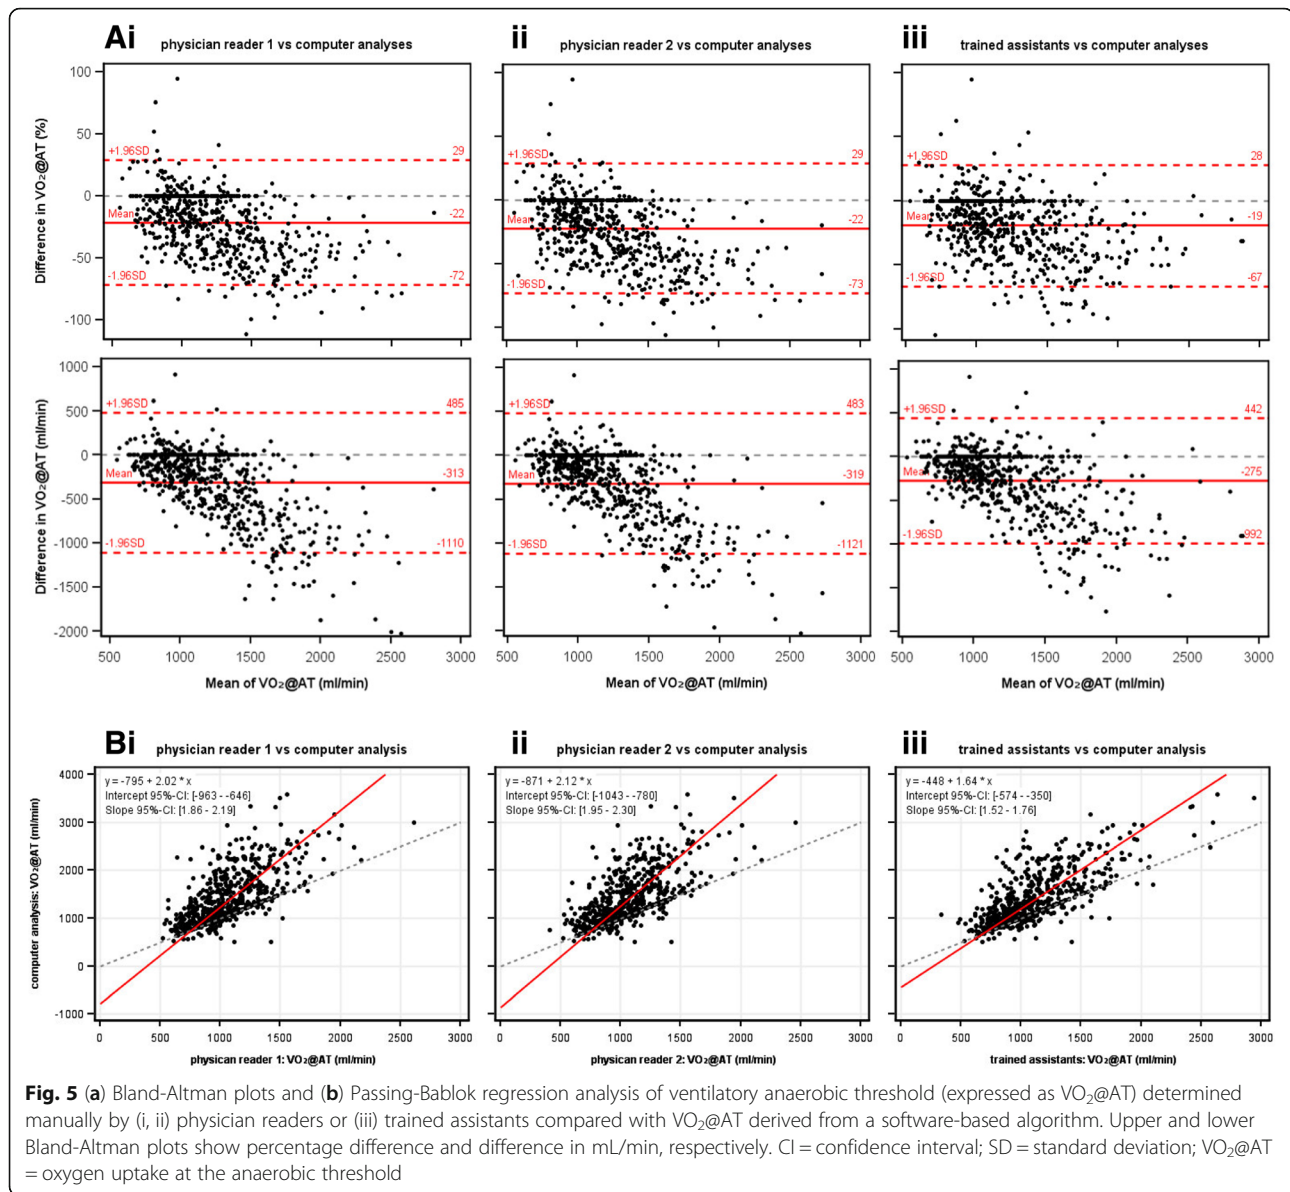 Ai physician reader 1 vs computer analyses
ii physician reader 2 vs computer analyses
iii trained assistants vs computer analyses
Difference in VO₂@AT (%)
100
50
0
-50
-100
+1.96SD 29
Mean -22
-1.96SD -72
+1.96SD 29
Mean -22
-1.96SD -73
+1.96SD 28
Mean -19
-1.96SD -67
Difference in VO₂@AT (ml/min)
1000
500
0
-500
-1000
-1500
-2000
+1.96SD 485
Mean -313
-1.96SD -1110
+1.96SD 483
Mean -319
-1.96SD -1121
+1.96SD 442
Mean -275
-1.96SD -992
500 1000 1500 2000 2500 3000
500 1000 1500 2000 2500 3000
500 1000 1500 2000 2500 3000
Mean of VO₂@AT (ml/min)
Mean of VO₂@AT (ml/min)
Mean of VO₂@AT (ml/min)
Bi physician reader 1 vs computer analysis
ii physician reader 2 vs computer analysis
iii trained assistants vs computer analysis
computer analysis: VO₂@AT (ml/min)
4000
3000
2000
1000
0
-1000
y = -795 + 2.02 * x
Intercept 95%-CI: [-963 - -646]
Slope 95%-CI: [1.86 - 2.19]
y = -871 + 2.12 * x
Intercept 95%-CI: [-1043 - -780]
Slope 95%-CI: [1.95 - 2.30]
y = -448 + 1.64 * x
Intercept 95%-CI: [-574 - -350]
Slope 95%-CI: [1.52 - 1.76]
0 500 1000 1500 2000 2500 3000
0 500 1000 1500 2000 2500 3000
0 500 1000 1500 2000 2500 3000
physican reader 1: VO₂@AT (ml/min)
physican reader 2: VO₂@AT (ml/min)
trained assistants: VO₂@AT (ml/min)
Fig. 5 (a) Bland-Altman plots and (b) Passing-Bablok regression analysis of ventilatory anaerobic threshold (expressed as VO₂@AT) determined
manually by (i, ii) physician readers or (iii) trained assistants compared with VO₂@AT derived from a software-based algorithm. Upper and lower
Bland-Altman plots show percentage difference and difference in mL/min, respectively. CI = confidence interval; SD = standard deviation; VO₂@AT
= oxygen uptake at the anaerobic threshold